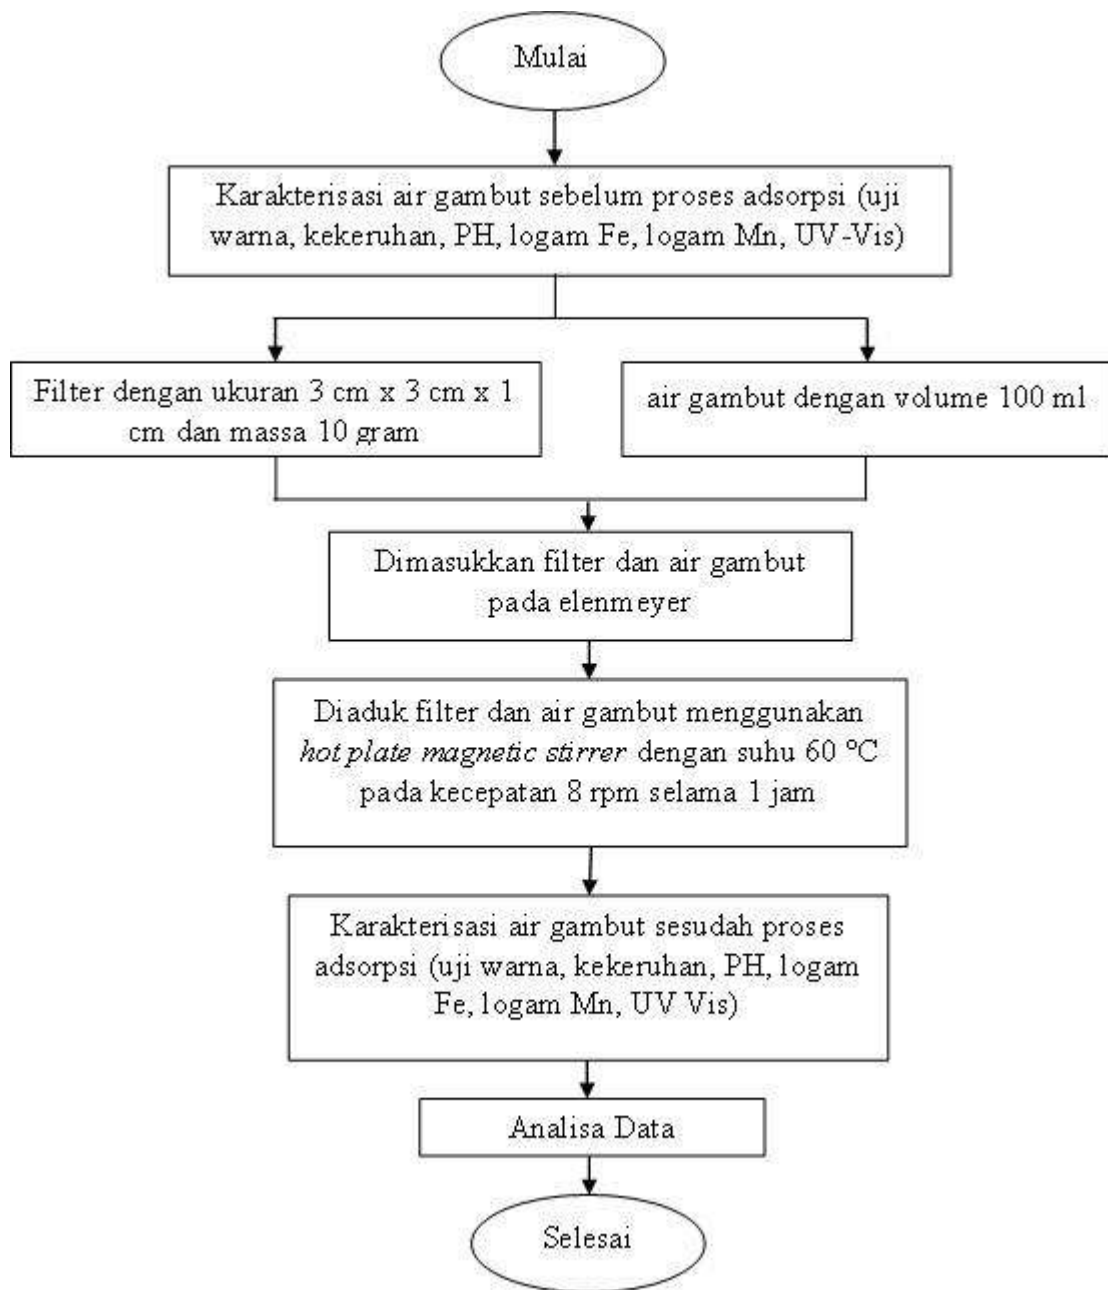 Mulai
Karakterisasi air gambut sebelum proses adsorpsi (uji
warna, kekeruhan, PH, logam Fe, logam Mn, UV-Vis)
Filter dengan ukuran 3 cm x 3 cm x 1
cm dan massa 10 gram
air gambut dengan volume 100 ml
Dimasukkan filter dan air gambut
pada elenmeyer
Diaduk filter dan air gambut menggunakan
hot plate magnetic stirrer dengan suhu 60 °C
pada kecepatan 8 rpm selama 1 jam
Karakterisasi air gambut sesudah proses
adsorpsi (uji warna, kekeruhan, PH, logam
Fe, logam Mn, UV Vis)
Analisa Data
Selesai